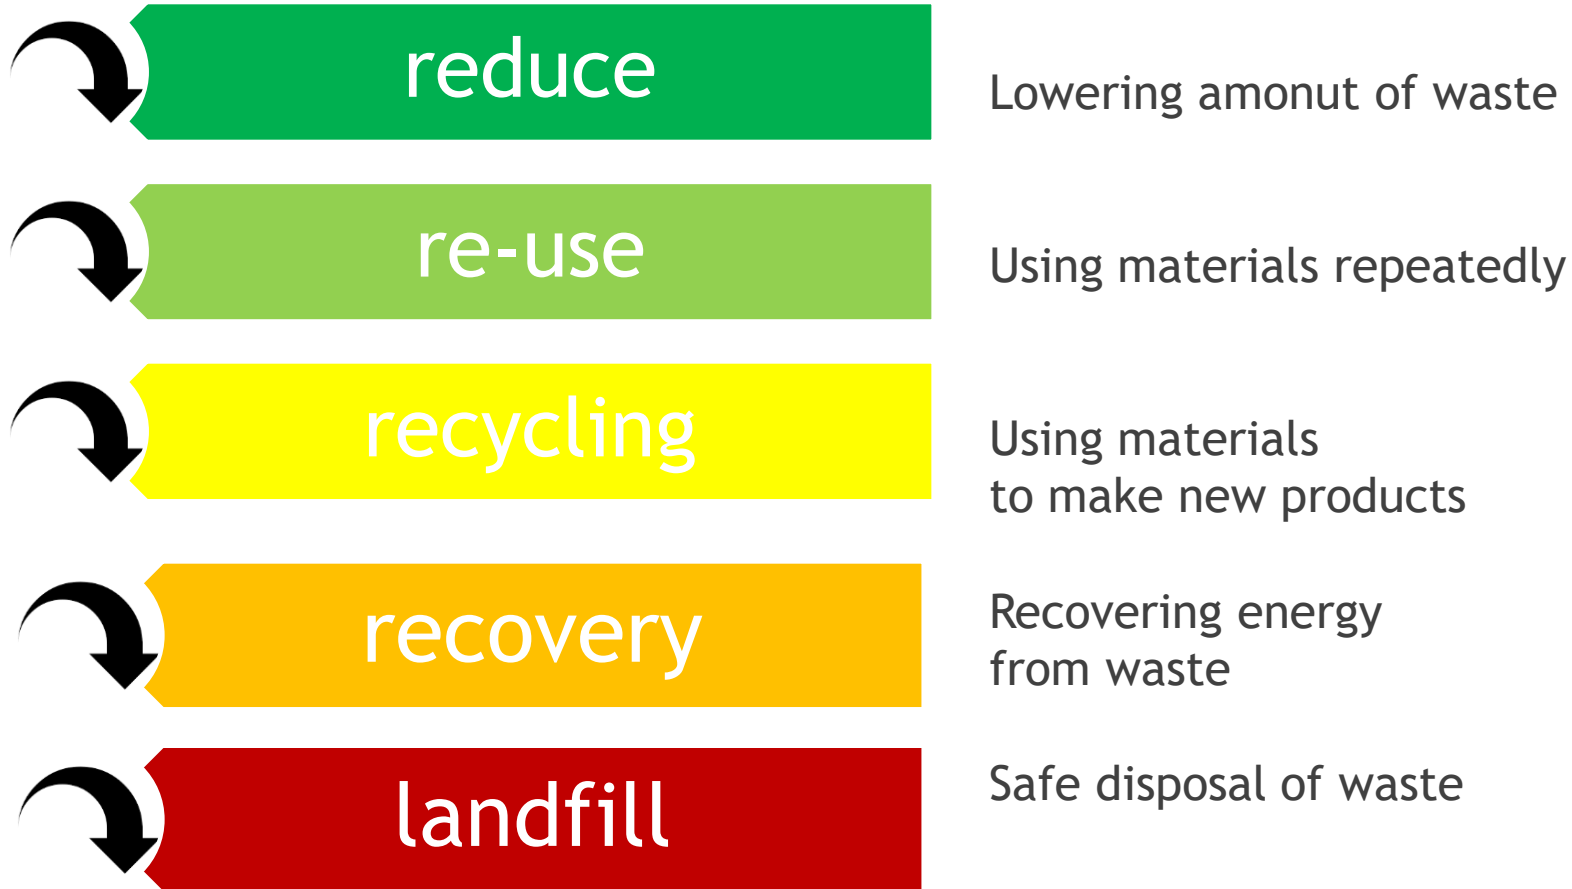 reduce
Lowering amonut of waste
re-use
Using materials repeatedly
recycling
Using materials
to make new products
recovery
Recovering energy
from waste
landfill
Safe disposal of waste